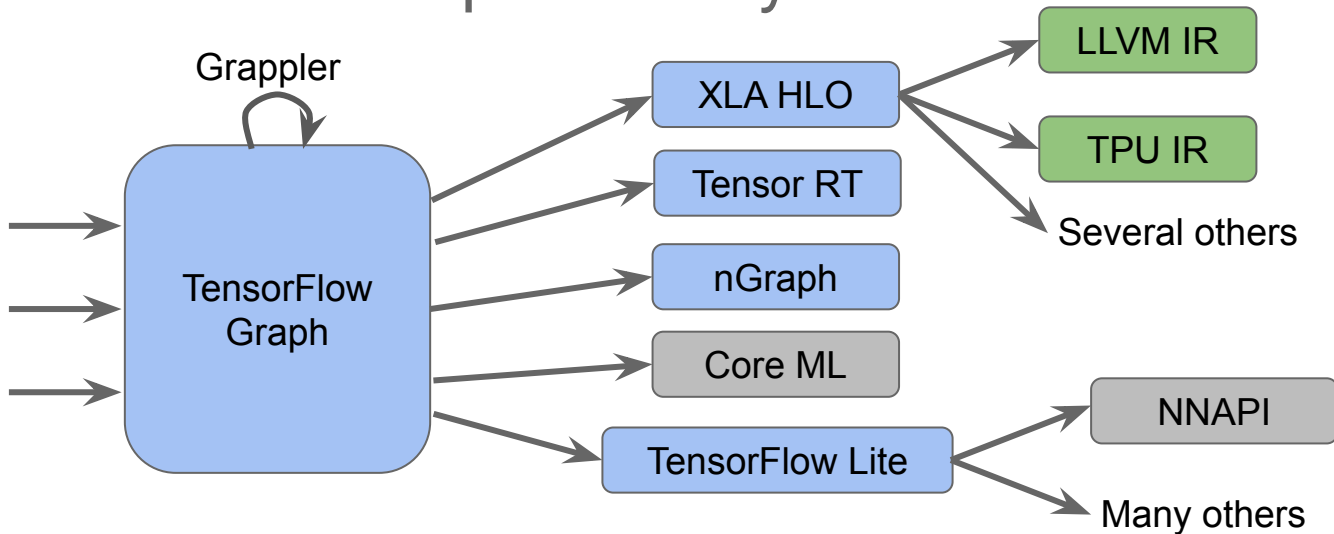 Grappler
TensorFlow
Graph
XLA HLO
Tensor RT
nGraph
Core ML
TensorFlow Lite
LLVM IR
TPU IR
Several others
NNAPI
Many others